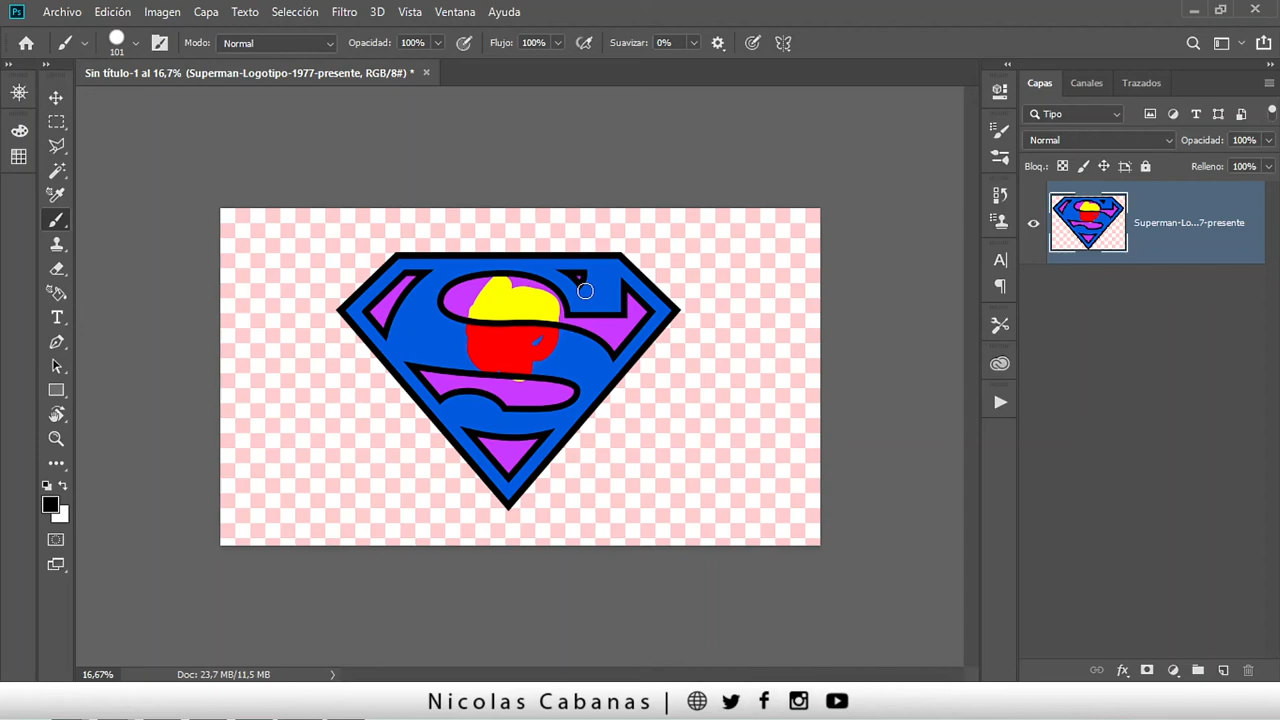 Ps Archivo Edición Imagen Capa Texto Selección Filtro 3D Vista Ventana Ayuda
101 Modo: Normal Opacidad: 100% Flujo: 100% Suavizar: 0%
Sin título-1 al 16,7% (Superman-Logotipo-1977-presente, RGB/8#) * ×
Capas Canales Trazados
Tipo
Normal Opacidad: 100%
Bloq.: Relleno: 100%
Superman-Lo...7-presente
16,67% Doc: 23,7 MB/11,5 MB
fx
Nicolas Cabanas |